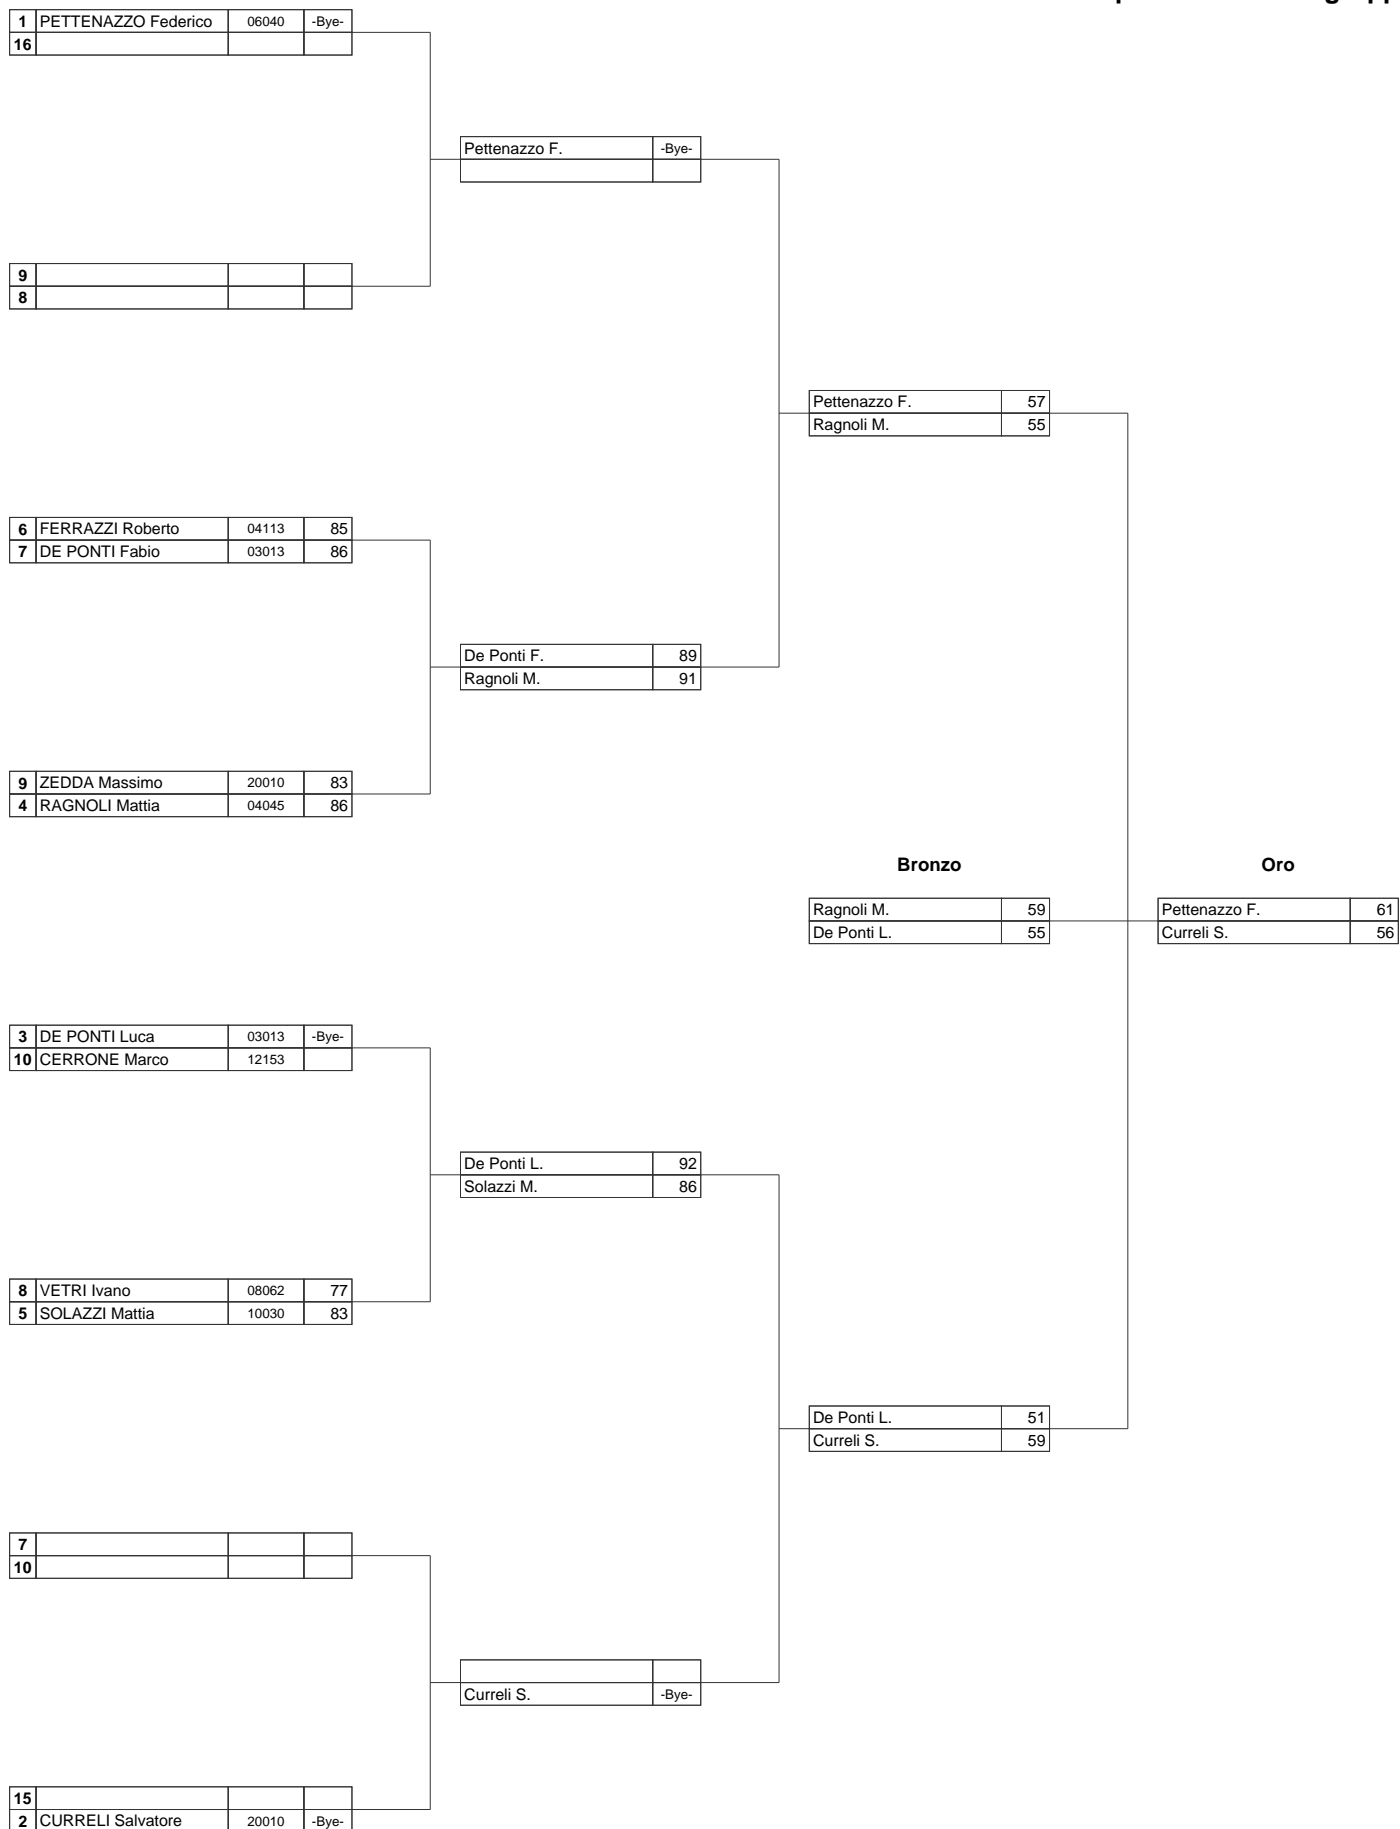 1 PETTENAZZO Federico 06040 -Bye-
16
Pettenazzo F. -Bye-
9
8
Pettenazzo F. 57
Ragnoli M. 55
6 FERRAZZI Roberto 04113 85
7 DE PONTI Fabio 03013 86
De Ponti F. 89
Ragnoli M. 91
9 ZEDDA Massimo 20010 83
4 RAGNOLI Mattia 04045 86
Bronzo Oro
Ragnoli M. 59 Pettenazzo F. 61
De Ponti L. 55 Curreli S. 56
3 DE PONTI Luca 03013 -Bye-
10 CERRONE Marco 12153
De Ponti L. 92
Solazzi M. 86
8 VETRI Ivano 08062 77
5 SOLAZZI Mattia 10030 83
De Ponti L. 51
Curreli S. 59
7
10
Curreli S. -Bye-
15
2 CURRELI Salvatore 20010 -Bye-